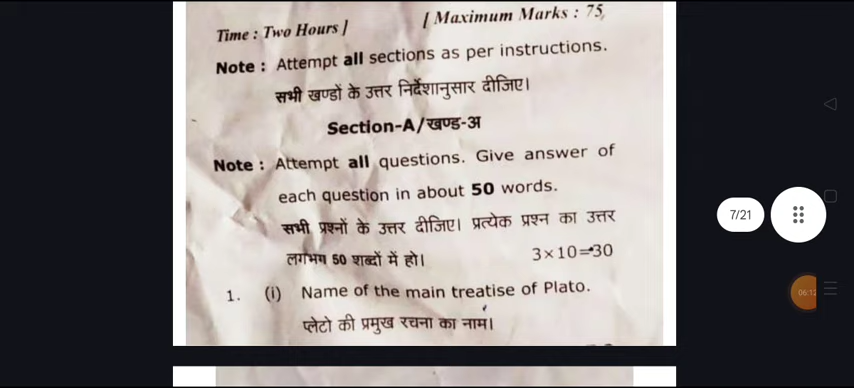 Time : Two Hours ] [ Maximum Marks : 75
Note : Attempt all sections as per instructions.
सभी खण्डों के उत्तर निर्देशानुसार दीजिए।
Section-A/खण्ड-अ
Note : Attempt all questions. Give answer of
each question in about 50 words.
सभी प्रश्नों के उत्तर दीजिए। प्रत्येक प्रश्न का उत्तर
लगभग 50 शब्दों में हो। 3×10=30
1. (i) Name of the main treatise of Plato.
प्लेटो की प्रमुख रचना का नाम।
7/21
06:12